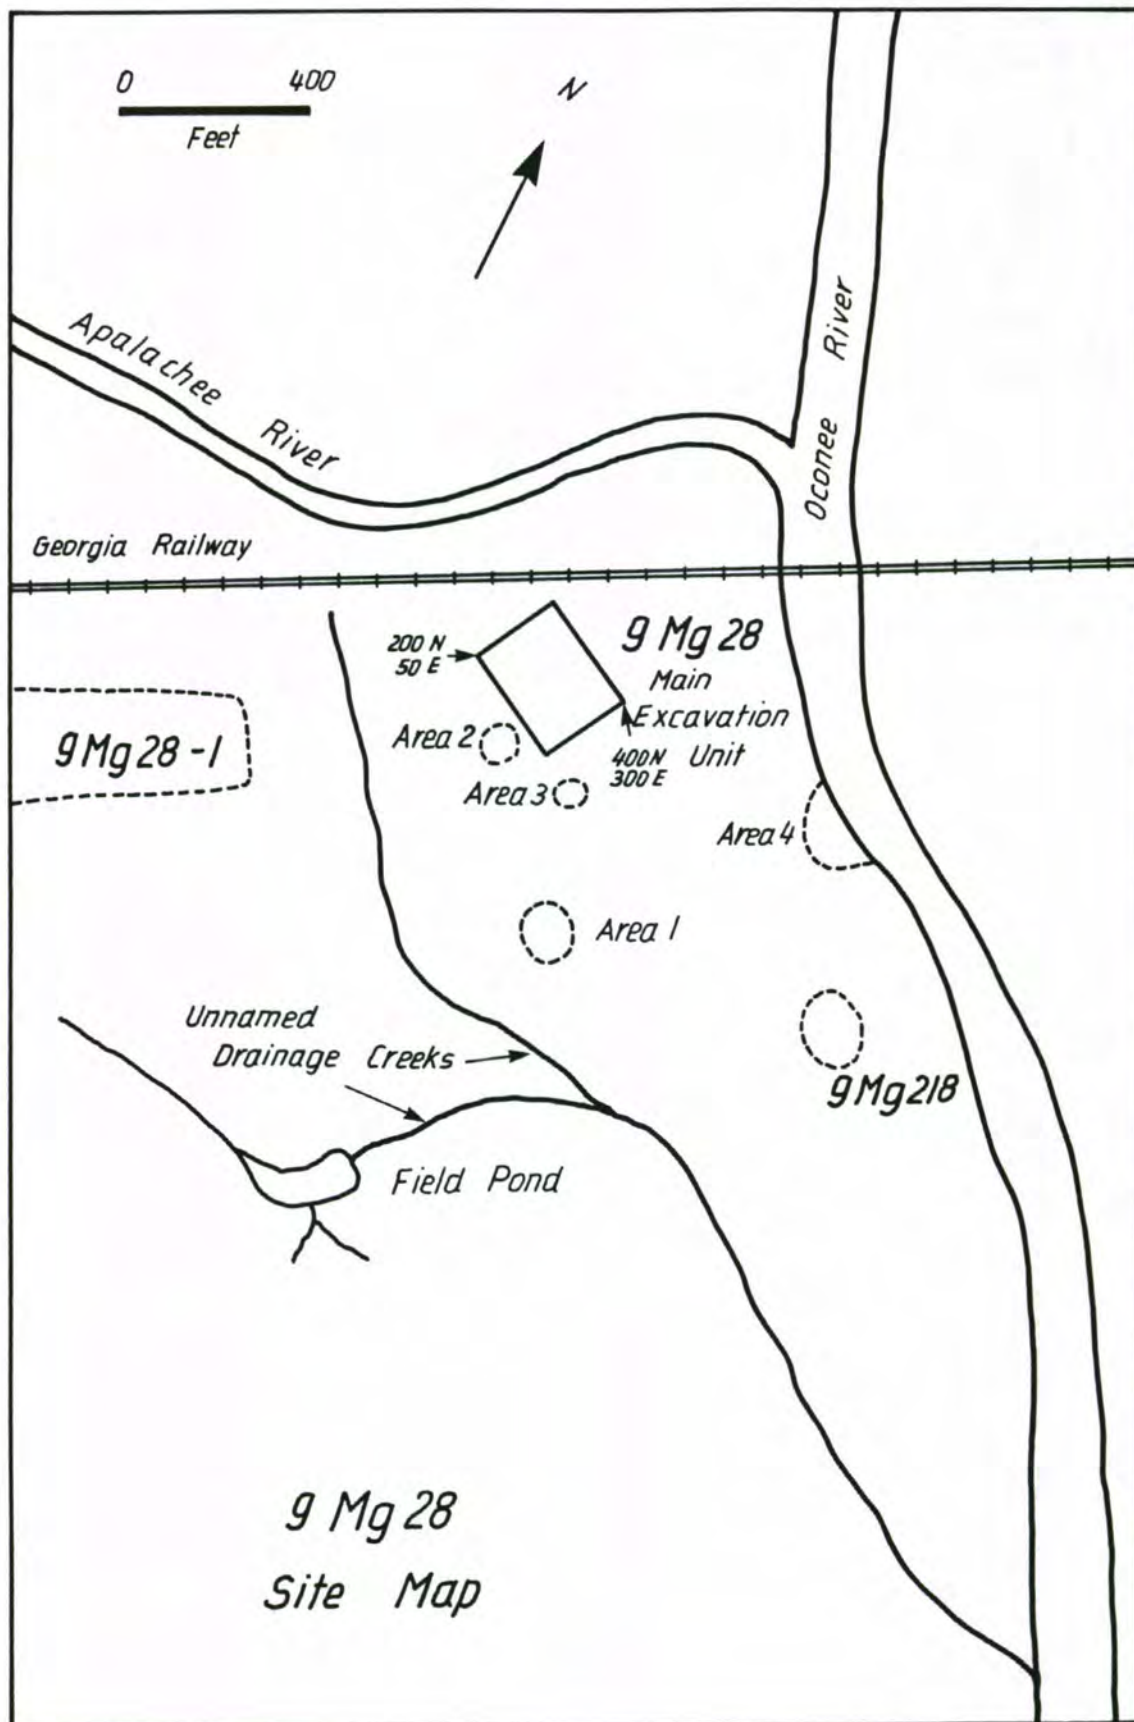 0 400
Feet
N
Apalachee
River
Oconee River
Georgia Railway
200 N
50 E
9 Mg 28
Main
Excavation
Unit
400N
300 E
9 Mg 28-1
Area 2
Area 3
Area 4
Area 1
Unnamed
Drainage Creeks
9 Mg 218
Field Pond
9 Mg 28
Site Map